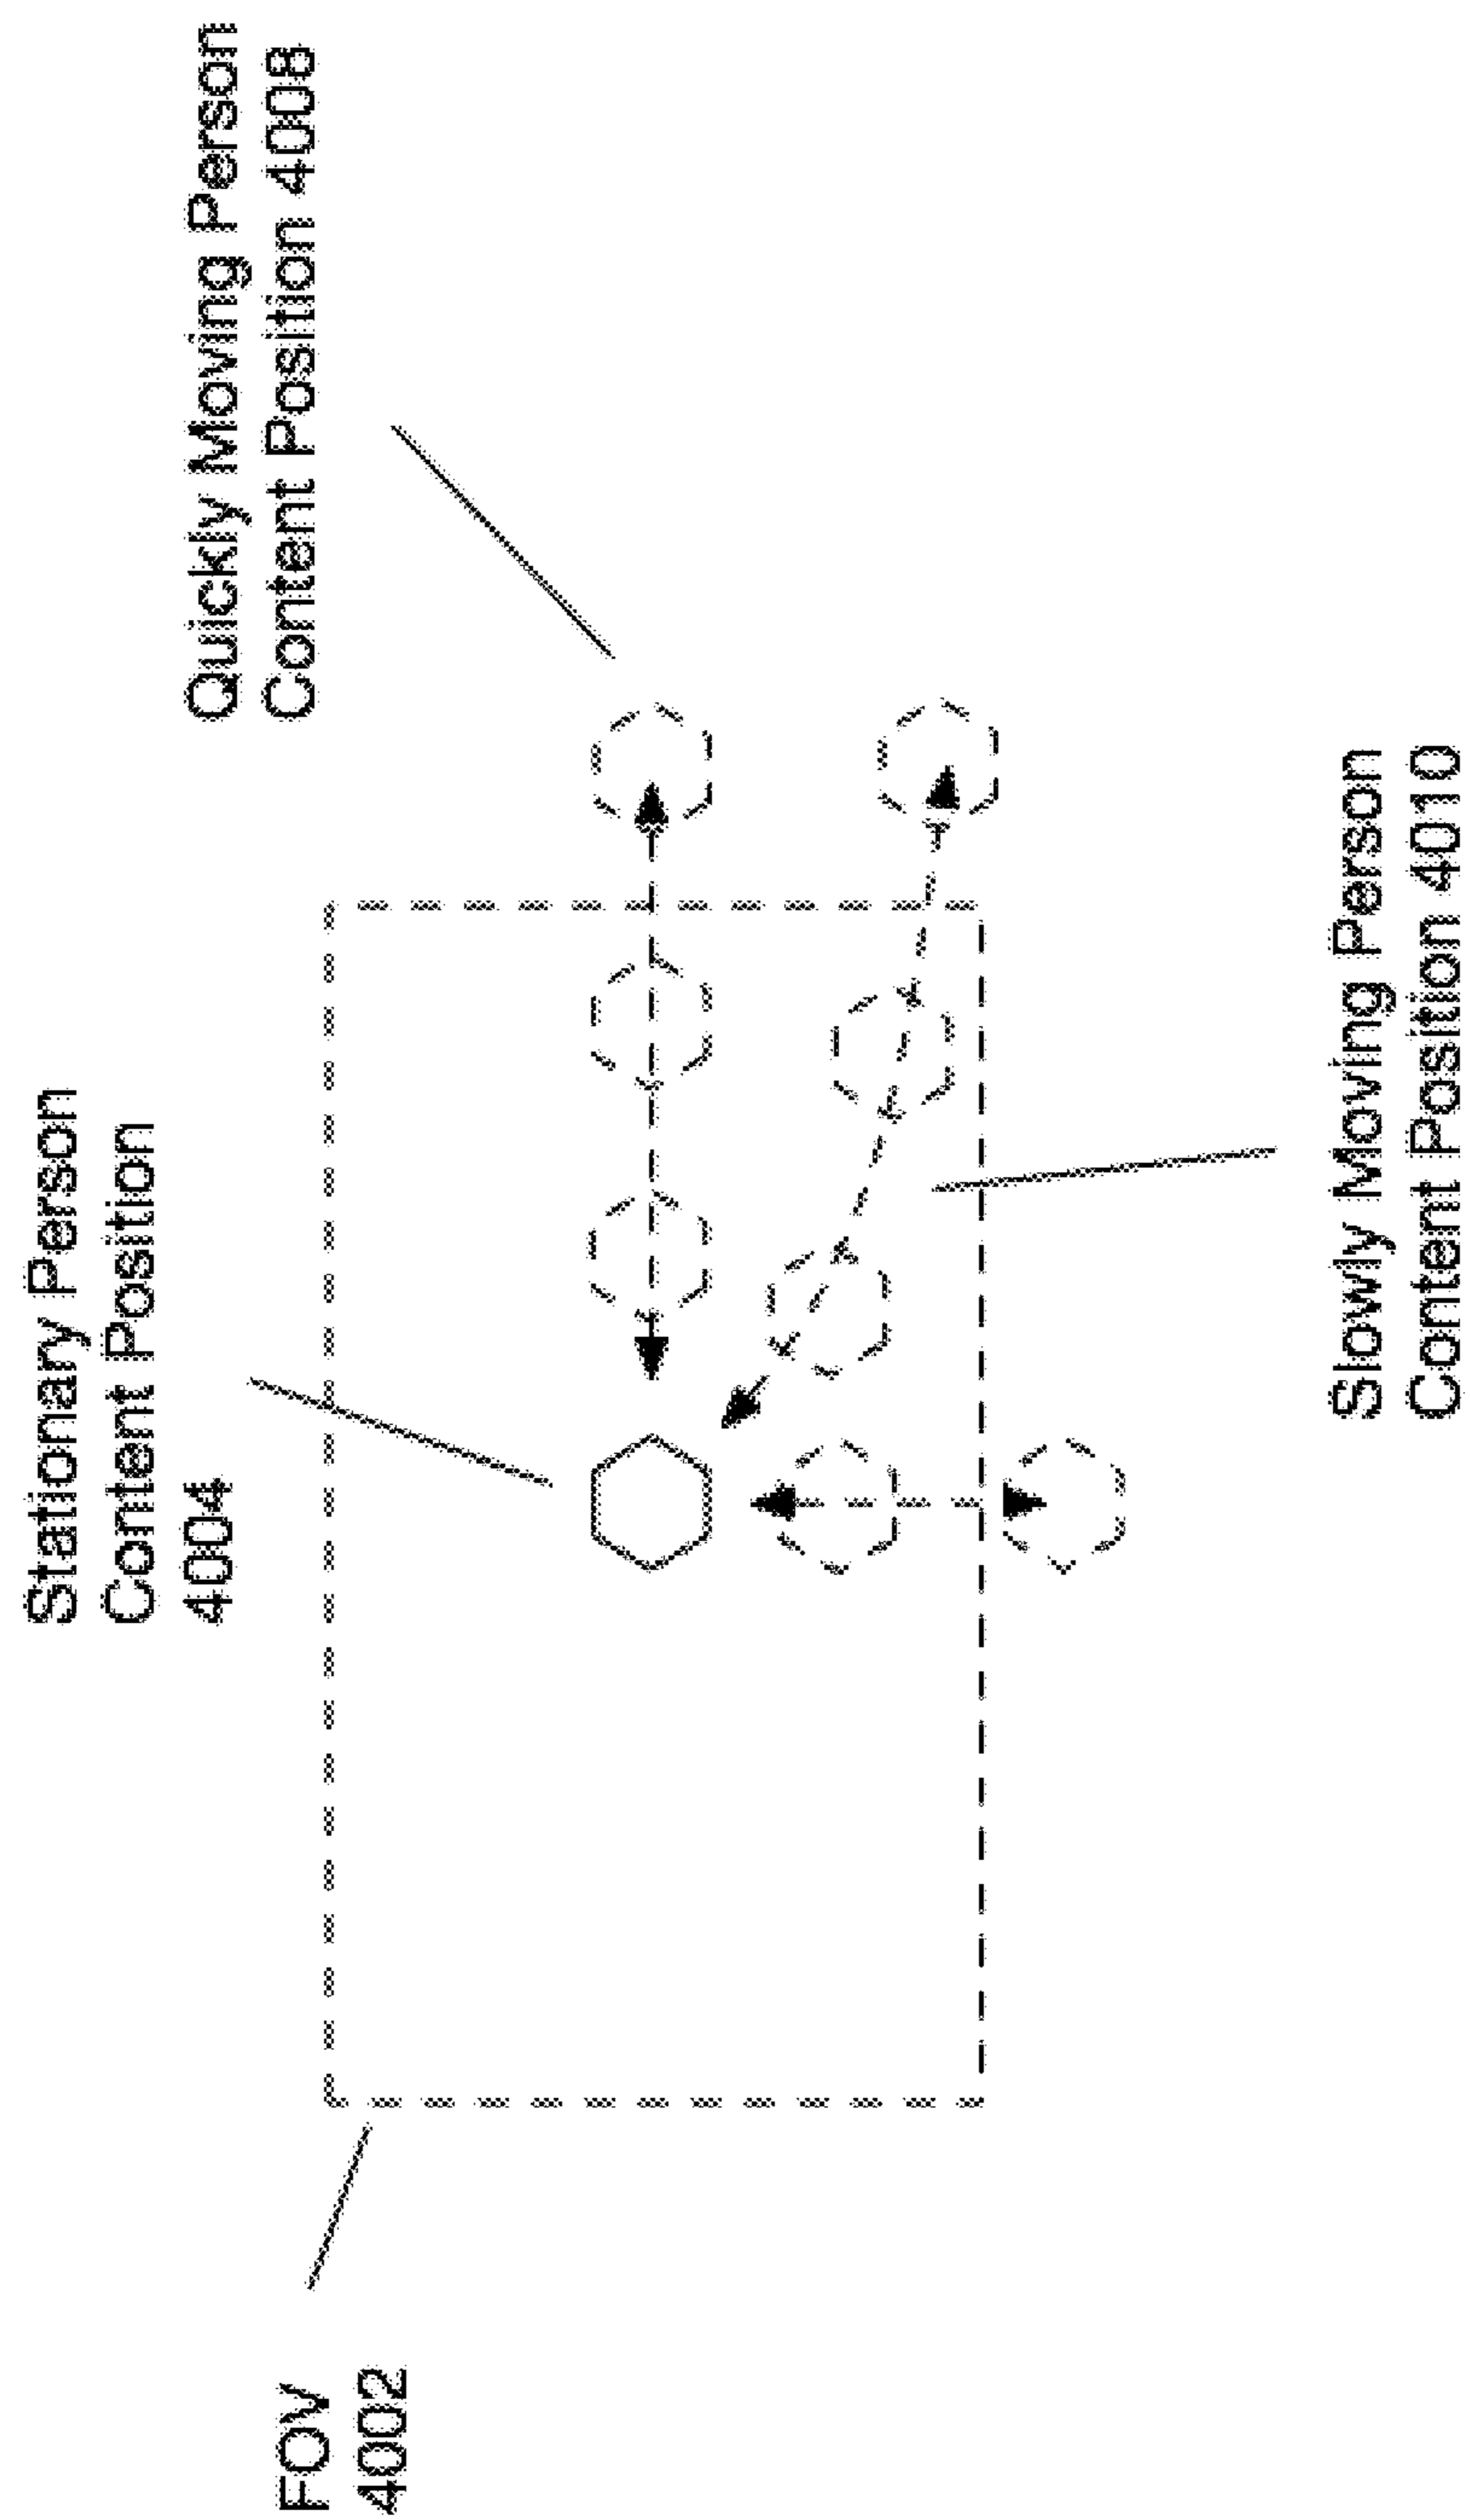 Stationary Person
Content Position
4004
Quickly Moving Person
Content Position 4008
FOV
4002
Slowly Moving Person
Content Position 4010